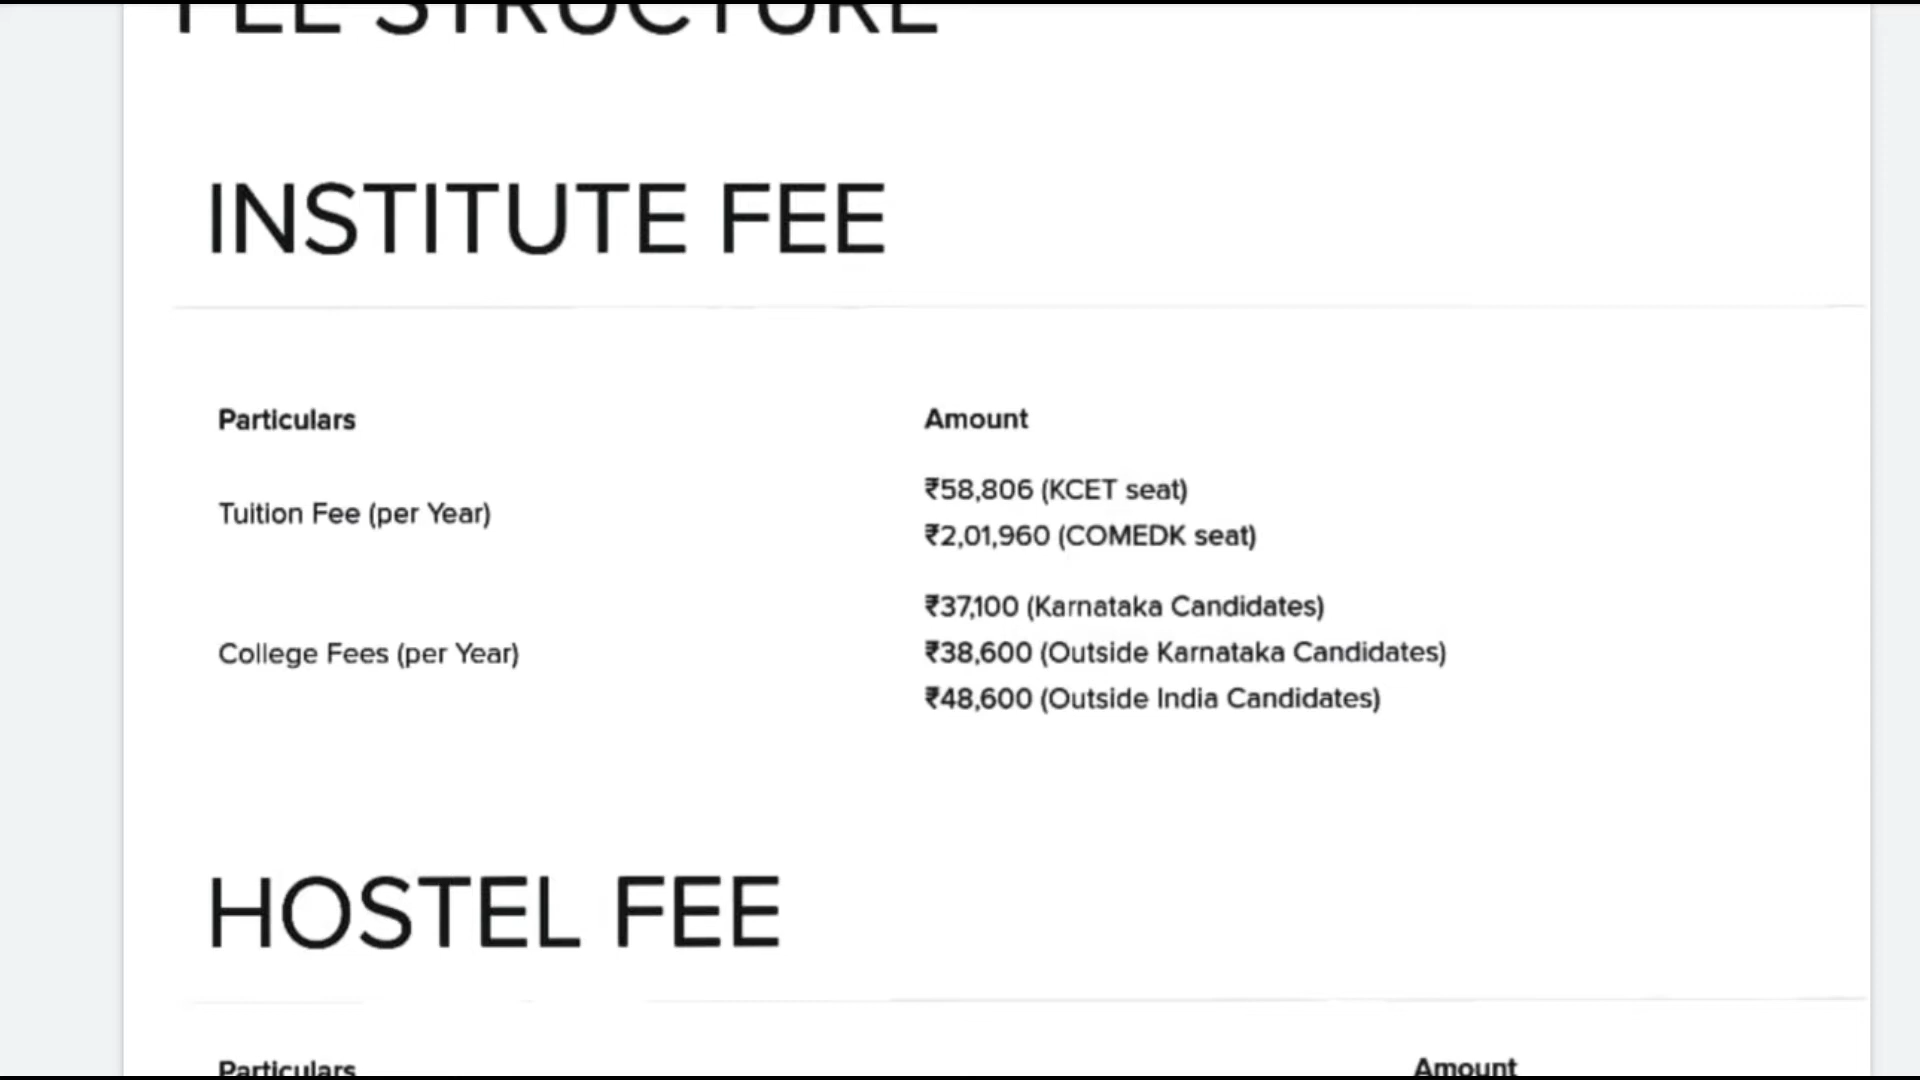 FEE STRUCTURE
INSTITUTE FEE
Particulars Amount
Tuition Fee (per Year) ₹58,806 (KCET seat)
₹2,01,960 (COMEDK seat)
College Fees (per Year) ₹37,100 (Karnataka Candidates)
₹38,600 (Outside Karnataka Candidates)
₹48,600 (Outside India Candidates)
HOSTEL FEE
Particulars Amount